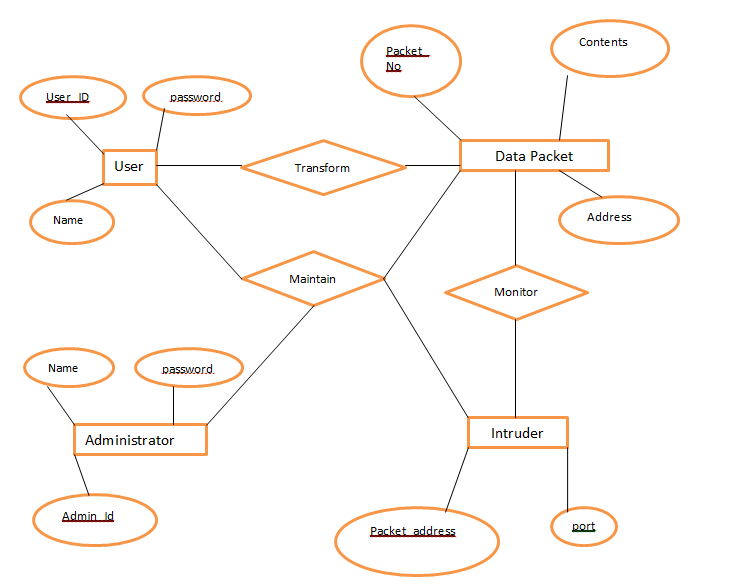 Packet_
No
Contents
User_ID
password
User
Transform
Data Packet
Name
Address
Maintain
Monitor
Name
password
Administrator
Intruder
Admin_Id
Packet_address
port